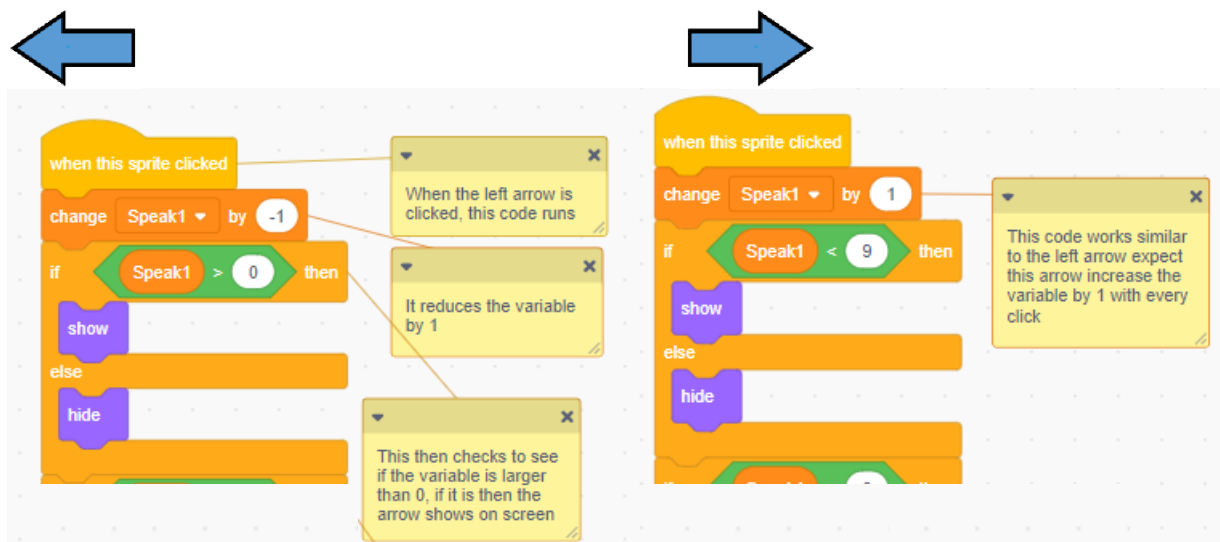 when this sprite clicked
change Speak1 by -1
if Speak1 > 0 then
show
else
hide
When the left arrow is
clicked, this code runs
It reduces the variable
by 1
This then checks to see
if the variable is larger
than 0, if it is then the
arrow shows on screen
when this sprite clicked
change Speak1 by 1
if Speak1 < 9 then
show
else
hide
This code works similar
to the left arrow expect
this arrow increase the
variable by 1 with every
click